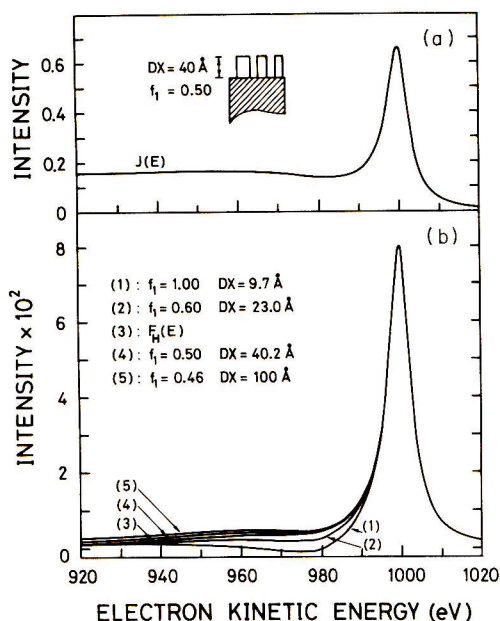 (a)
DX = 40 Å
f₁ = 0.50
J(E)
INTENSITY
0.6
0.4
0.2
0
(b)
(1) : f₁ = 1.00 DX = 9.7 Å
(2) : f₁ = 0.60 DX = 23.0 Å
(3) : F_H(E)
(4) : f₁ = 0.50 DX = 40.2 Å
(5) : f₁ = 0.46 DX = 100 Å
INTENSITY × 10²
8
6
4
2
0
(5)
(4)
(3)
(1)
(2)
920 940 960 980 1000 1020
ELECTRON KINETIC ENERGY (eV)